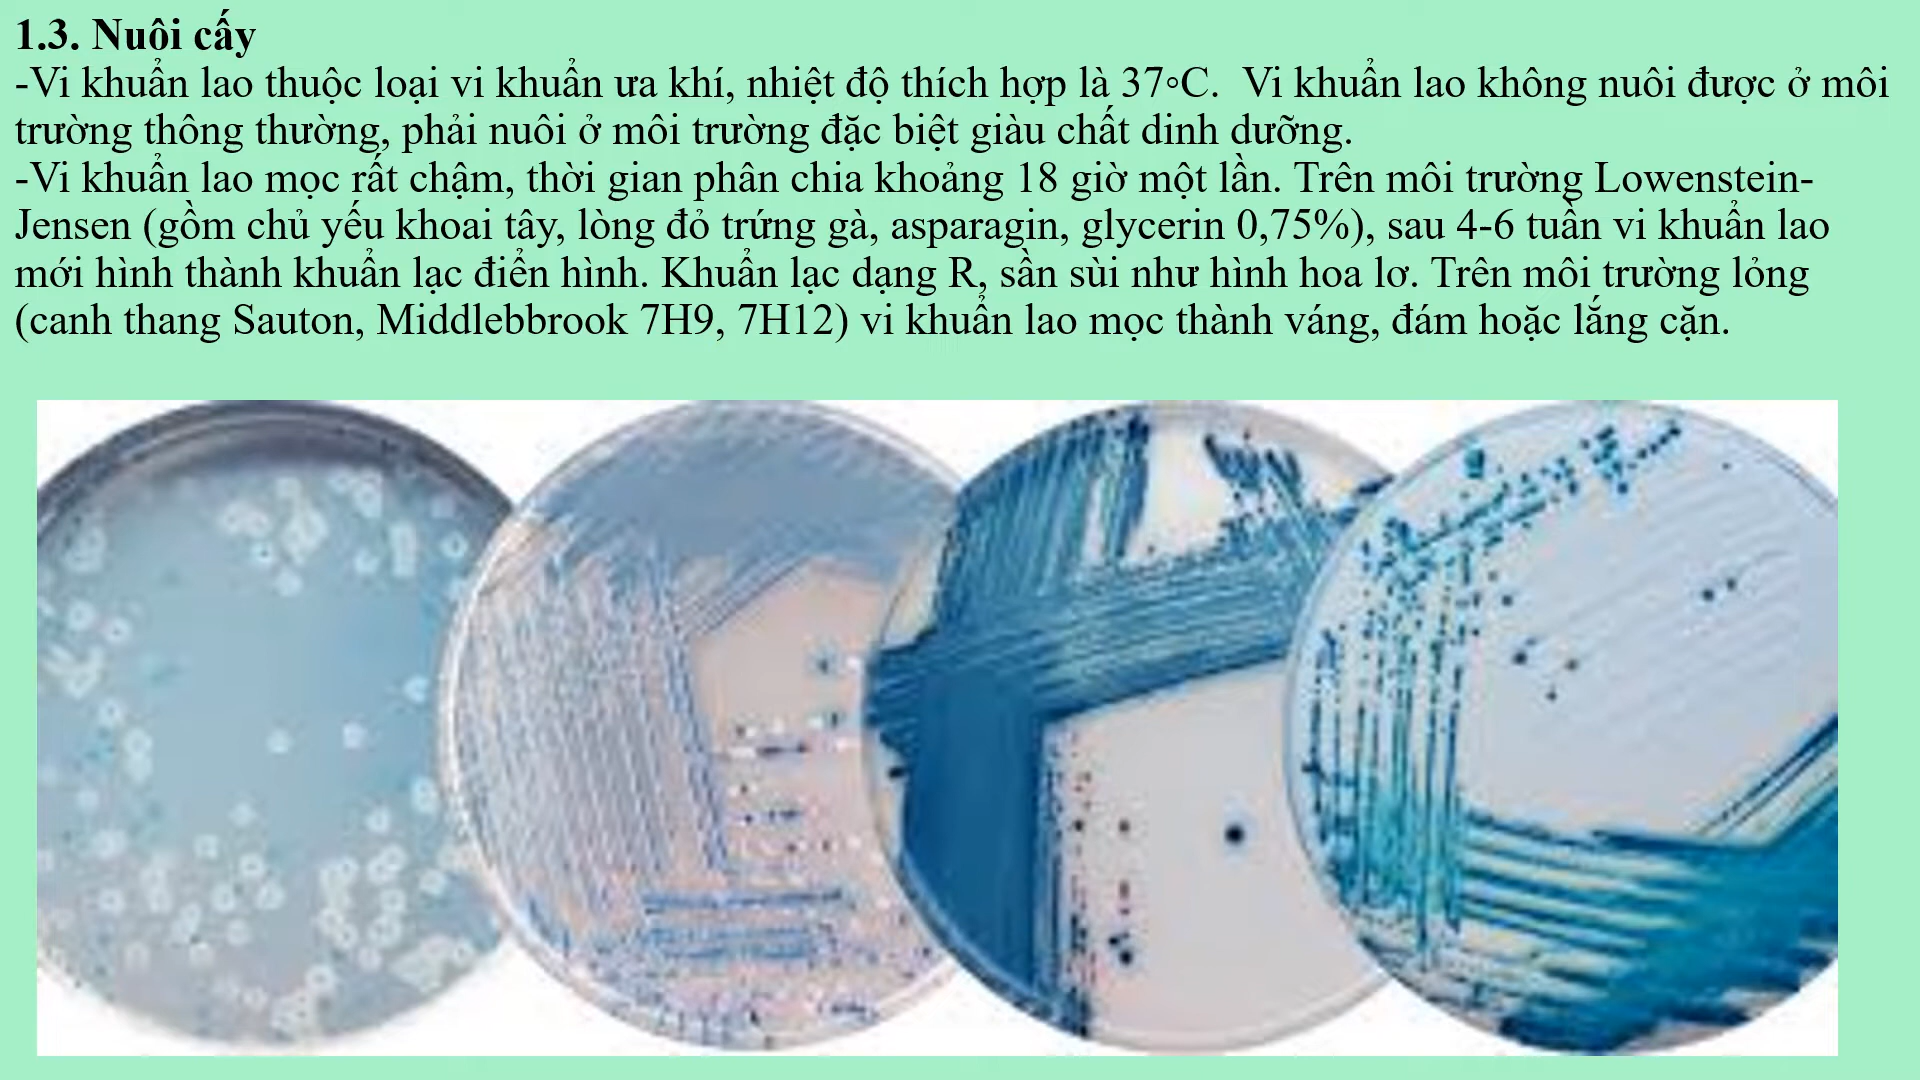 1.3. Nuôi cấy
-Vi khuẩn lao thuộc loại vi khuẩn ưa khí, nhiệt độ thích hợp là 37◦C.  Vi khuẩn lao không nuôi được ở môi
trường thông thường, phải nuôi ở môi trường đặc biệt giàu chất dinh dưỡng.
-Vi khuẩn lao mọc rất chậm, thời gian phân chia khoảng 18 giờ một lần. Trên môi trường Lowenstein-
Jensen (gồm chủ yếu khoai tây, lòng đỏ trứng gà, asparagin, glycerin 0,75%), sau 4-6 tuần vi khuẩn lao
mới hình thành khuẩn lạc điển hình. Khuẩn lạc dạng R, sần sùi như hình hoa lơ. Trên môi trường lỏng
(canh thang Sauton, Middlebbrook 7H9, 7H12) vi khuẩn lao mọc thành váng, đám hoặc lắng cặn.